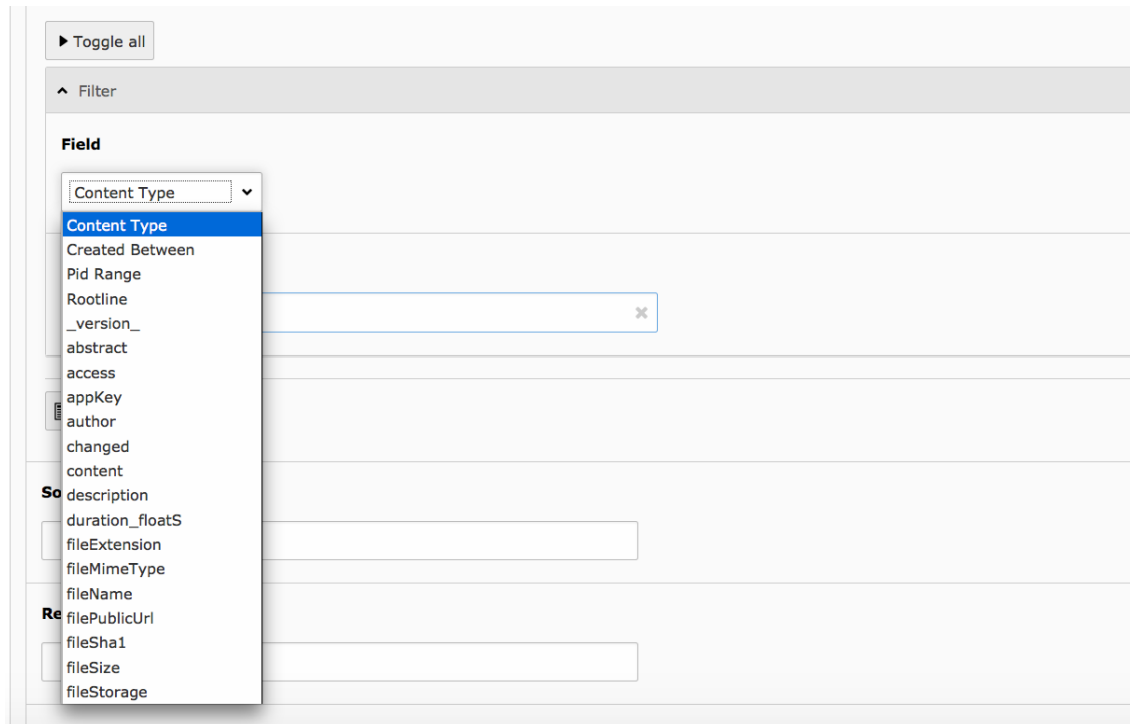 Toggle all
Filter
Field
Content Type
Content Type
Created Between
Pid Range
Rootline
_version_
abstract
access
appKey
author
changed
content
So
description
duration_floatS
fileExtension
fileMimeType
fileName
Re
filePublicUrl
fileSha1
fileSize
fileStorage